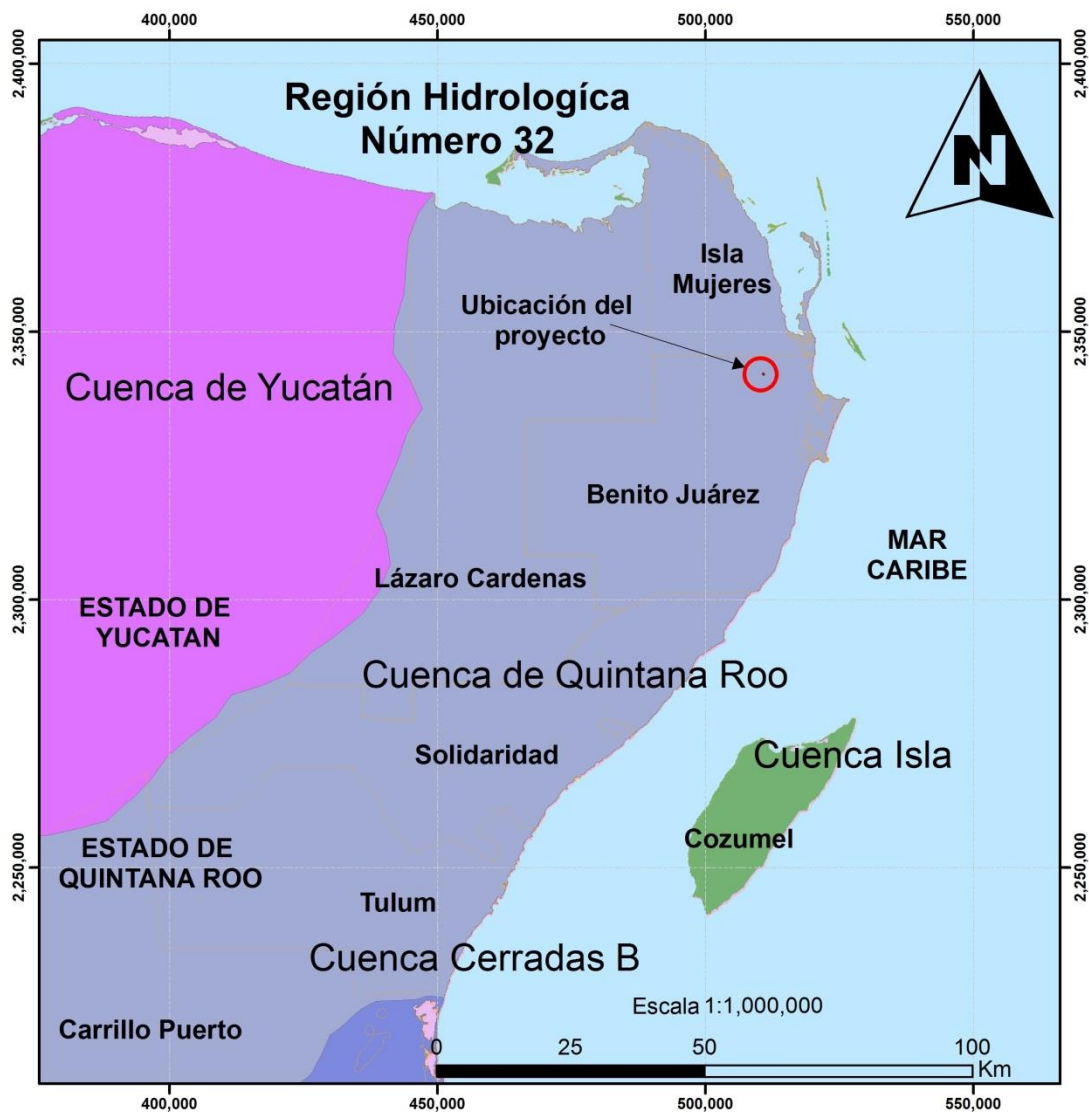 400,000
450,000
500,000
550,000
2,400,000
2,400,000
Región Hidrologíca
Número 32
N
Isla
Mujeres
Ubicación del
proyecto
2,350,000
2,350,000
Cuenca de Yucatán
Benito Juárez
MAR
CARIBE
Lázaro Cardenas
2,300,000
2,300,000
ESTADO DE
YUCATAN
Cuenca de Quintana Roo
Solidaridad
Cuenca Isla
Cozumel
ESTADO DE
QUINTANA ROO
2,250,000
2,250,000
Tulum
Cuenca Cerradas B
Escala 1:1,000,000
Carrillo Puerto
0
25
50
100
Km
400,000
450,000
500,000
550,000